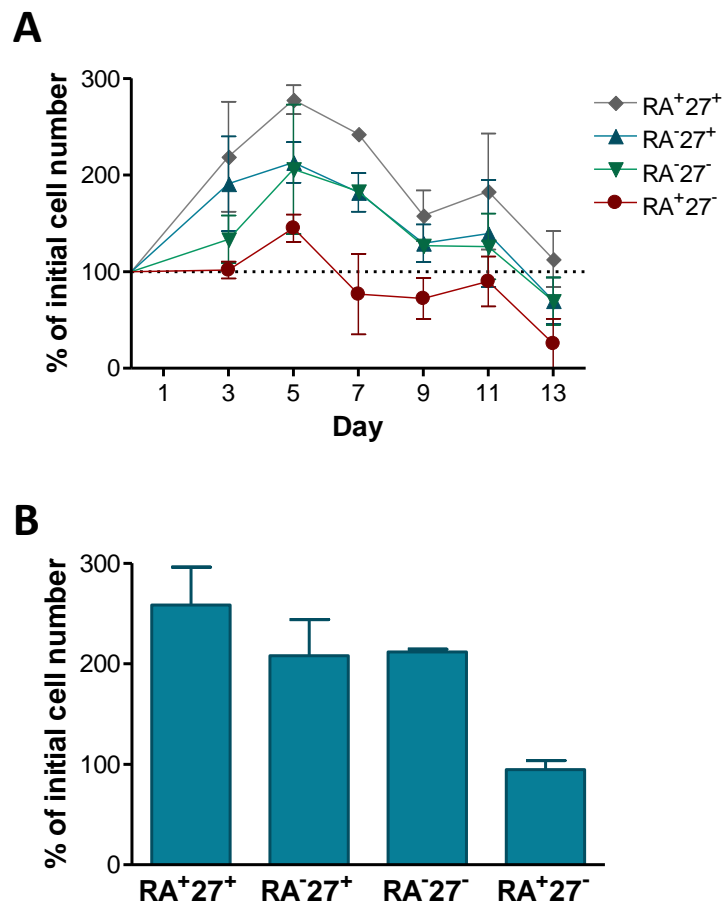 A
% of initial cell number
300
200
100
0
1 3 5 7 9 11 13
Day
RA⁺27⁺
RA⁻27⁺
RA⁻27⁻
RA⁺27⁻
B
% of initial cell number
300
200
100
0
RA⁺27⁺ RA⁻27⁺ RA⁻27⁻ RA⁺27⁻